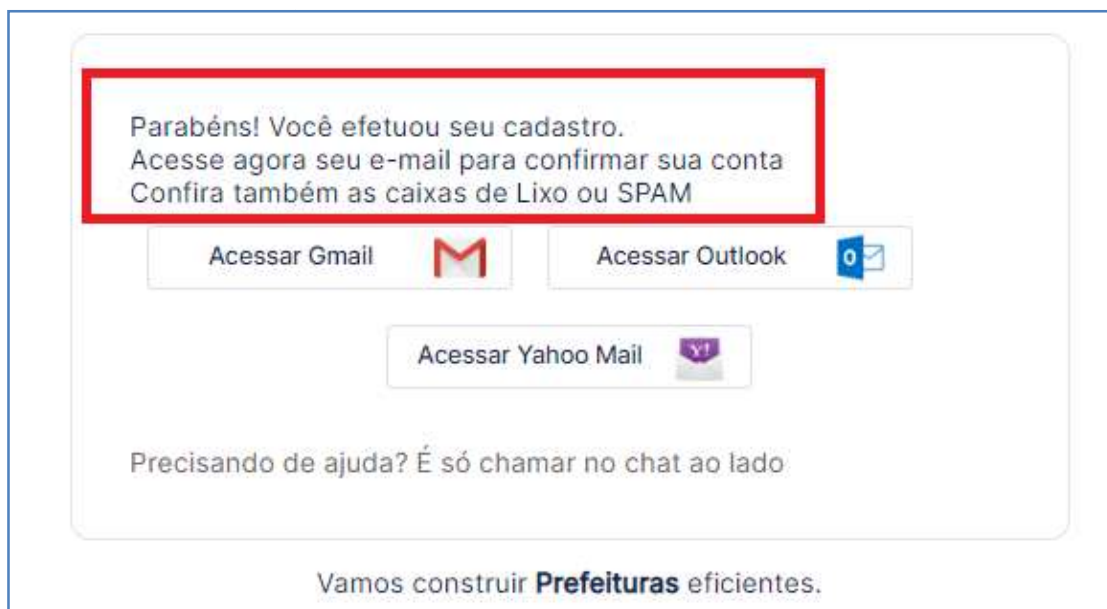 Parabéns! Você efetuou seu cadastro.
Acesse agora seu e-mail para confirmar sua conta
Confira também as caixas de Lixo ou SPAM
Acessar Gmail
Acessar Outlook
Acessar Yahoo Mail
Precisando de ajuda? É só chamar no chat ao lado
Vamos construir Prefeituras eficientes.